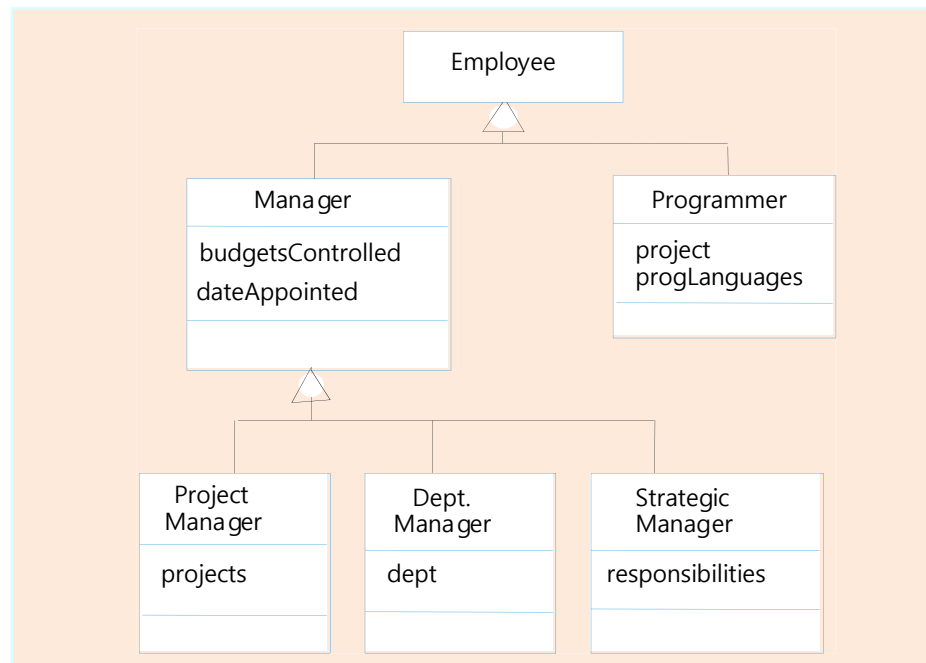 Employee
Manager
budgetsControlled
dateAppointed
Programmer
project
progLanguages
Project
Manager
projects
Dept.
Manager
dept
Strategic
Manager
responsibilities